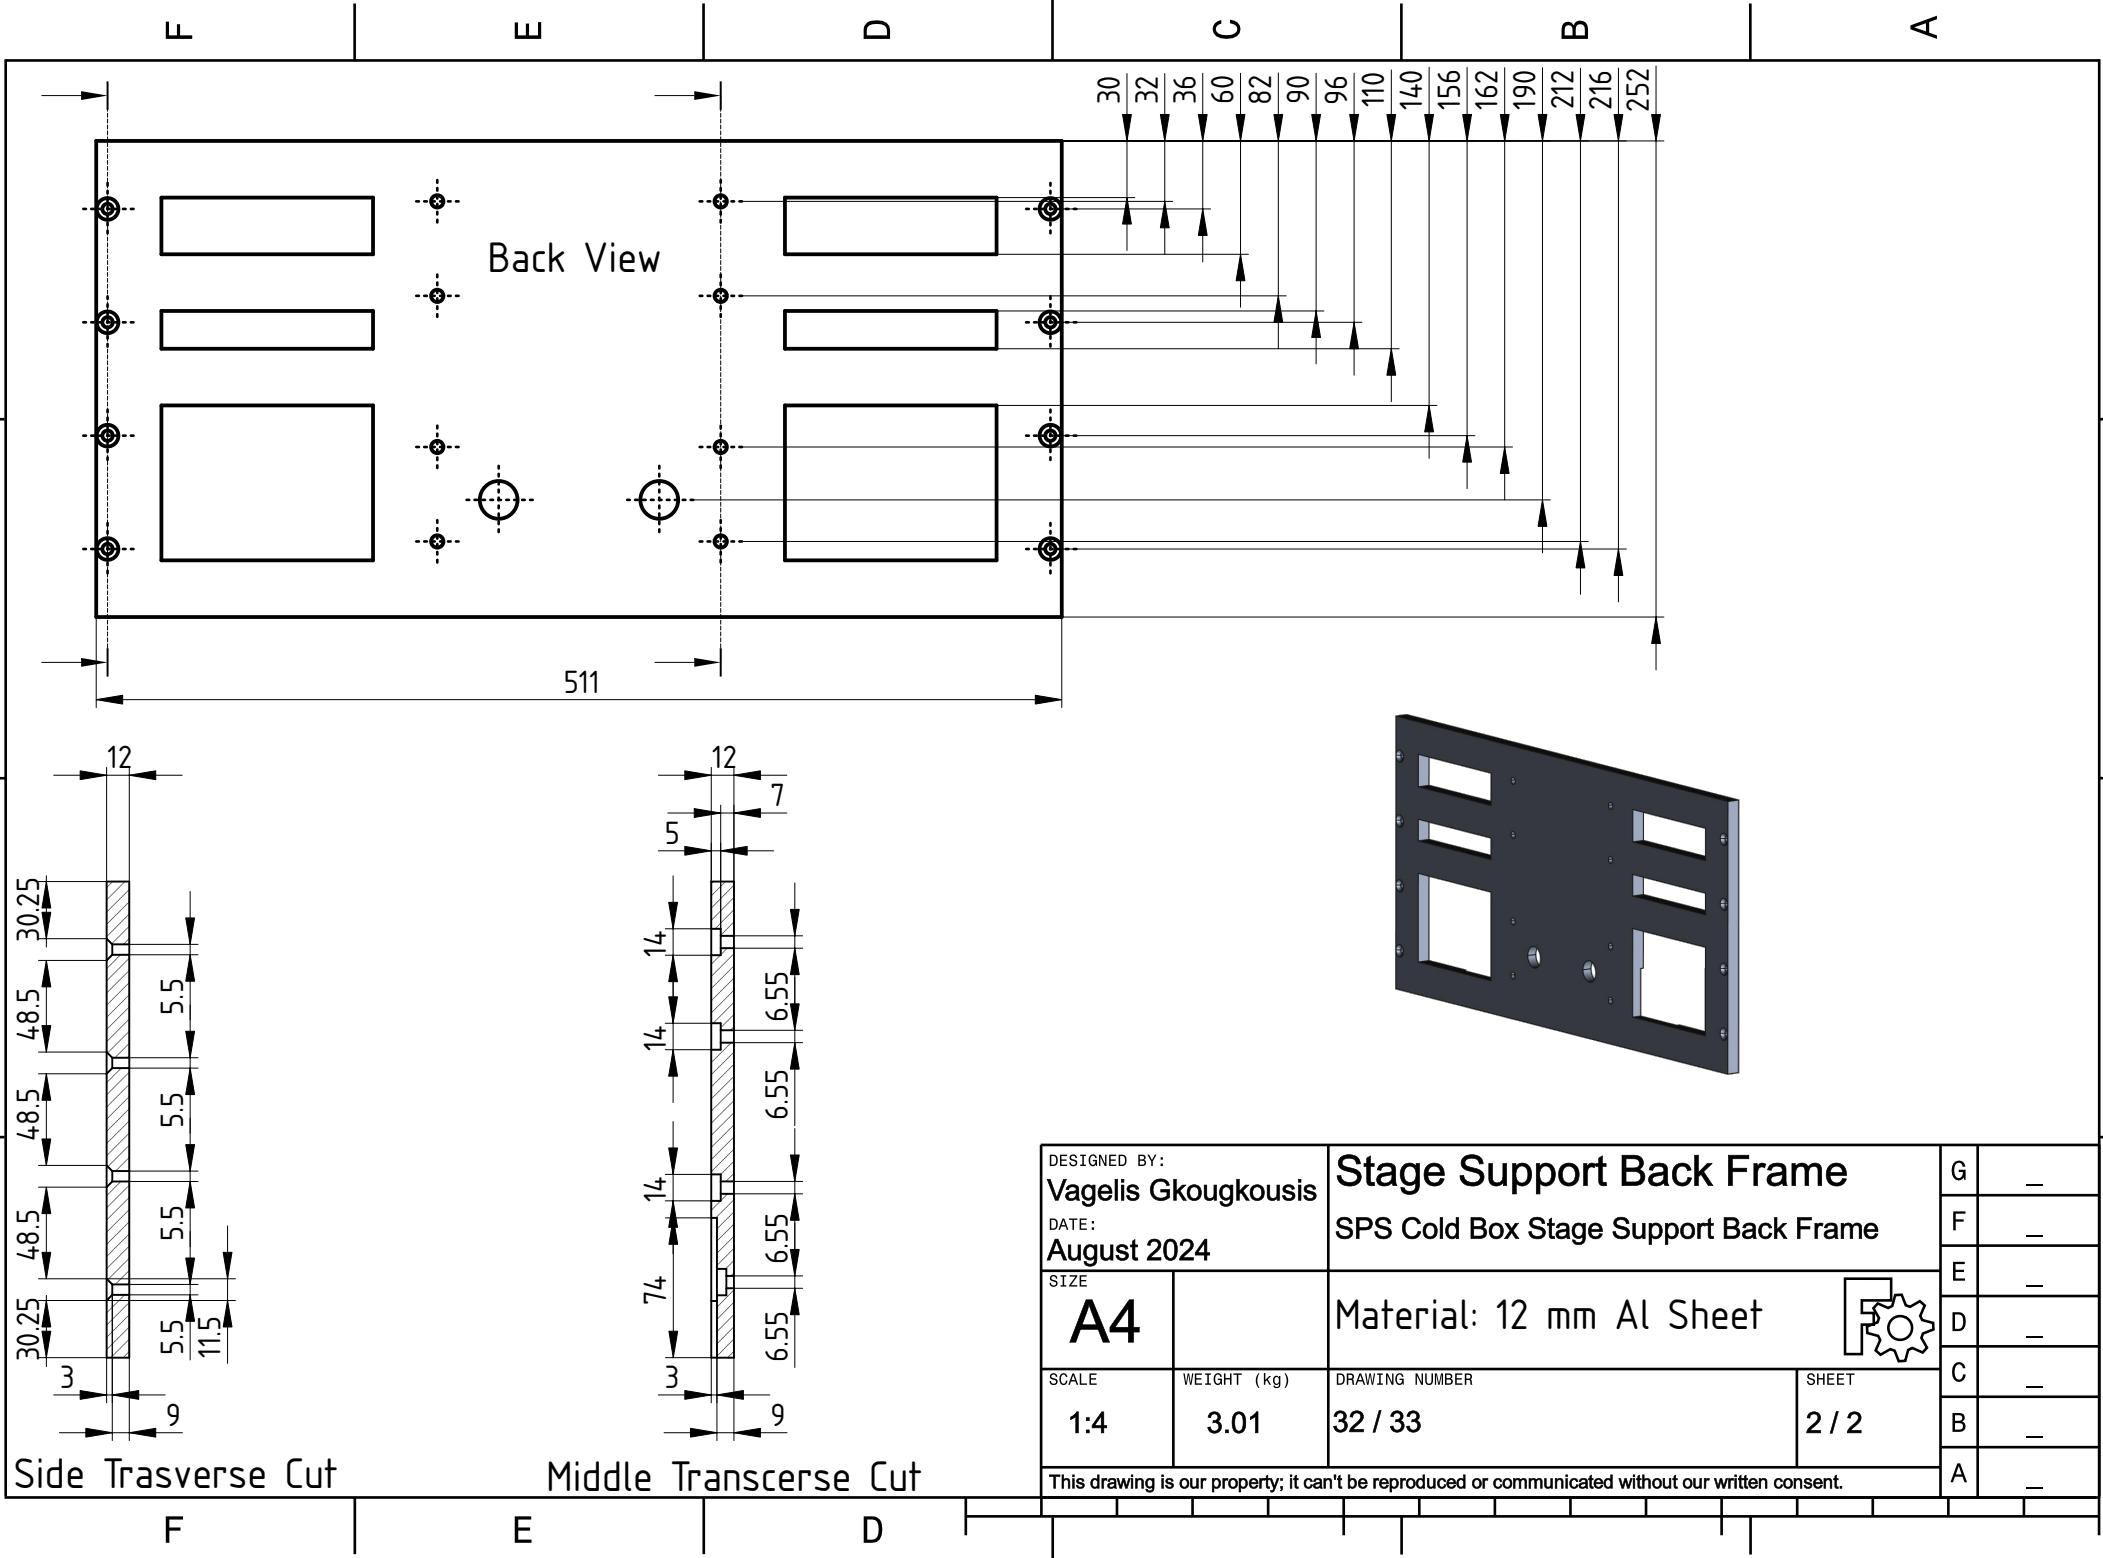 F E D C B A
30 32 36 60 82 90 96 110 140 156 162 190 212 216 252
Back View
511
12
30.25
48.5
48.5
48.5
30.25
5.5
5.5
5.5
5.5
11.5
3
9
Side Trasverse Cut
12
7
5
14
14
14
74
6.55
6.55
6.55
6.55
3
9
Middle Transcerse Cut
DESIGNED BY:
Vagelis Gkougkousis
DATE:
August 2024
Stage Support Back Frame
SPS Cold Box Stage Support Back Frame
SIZE
A4
Material: 12 mm Al Sheet
SCALE
1:4
WEIGHT (kg)
3.01
DRAWING NUMBER
32 / 33
SHEET
2 / 2
This drawing is our property; it can't be reproduced or communicated without our written consent.
G _
F _
E _
D _
C _
B _
A _
F E D